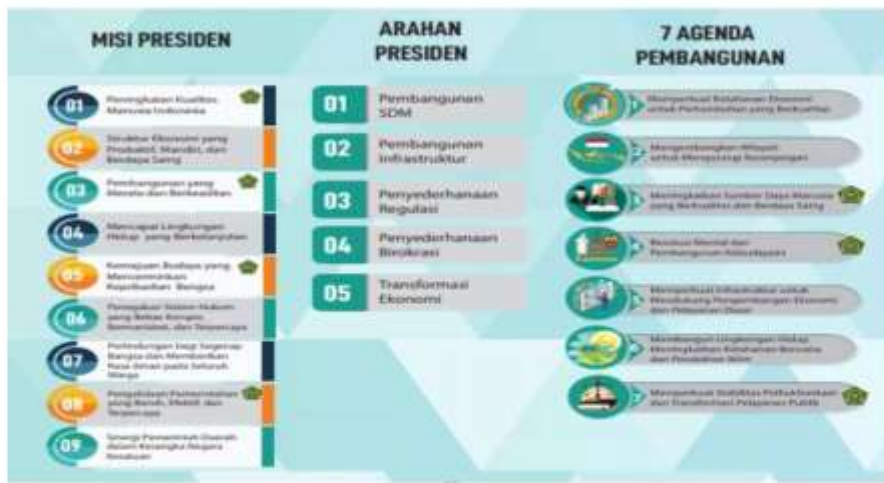 MISI PRESIDEN
01
Peningkatan Kualitas
Manusia Indonesia
02
Struktur Ekonomi yang
Produktif, Mandiri, dan
Berdaya Saing
03
Pembangunan yang
Merata dan Berkeadilan
04
Mencapai Lingkungan
Hidup yang Berkelanjutan
05
Kemajuan Budaya yang
Mencerminkan
Kepribadian Bangsa
06
Penegakan Sistem Hukum
yang Bebas Korupsi,
Bermartabat, dan Terpercaya
07
Perlindungan bagi Segenap
Bangsa dan Memberikan
Rasa Aman pada Seluruh
Warga
08
Pengelolaan Pemerintahan
yang Bersih, Efektif, dan
Terpercaya
09
Sinergi Pemerintah Daerah
dalam Kerangka Negara
Kesatuan
ARAHAN
PRESIDEN
01
Pembangunan
SDM
02
Pembangunan
Infrastruktur
03
Penyederhanaan
Regulasi
04
Penyederhanaan
Birokrasi
05
Transformasi
Ekonomi
7 AGENDA
PEMBANGUNAN
Memperkuat Ketahanan Ekonomi
untuk Pertumbuhan yang Berkualitas
Mengembangkan Wilayah
untuk Mengurangi Kesenjangan
Meningkatkan Sumber Daya Manusia
yang Berkualitas dan Berdaya Saing
Revolusi Mental dan
Pembangunan Kebudayaan
Memperkuat Infrastruktur untuk
Mendukung Pengembangan Ekonomi
dan Pelayanan Dasar
Membangun Lingkungan Hidup,
Meningkatkan Ketahanan Bencana
dan Perubahan Iklim
Memperkuat Stabilitas Polhukhankam
dan Transformasi Pelayanan Publik